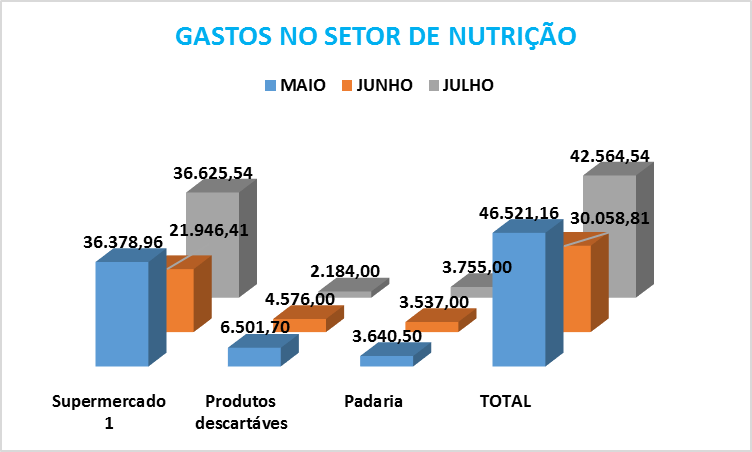 GASTOS NO SETOR DE NUTRIÇÃO
MAIO JUNHO JULHO
36.378,96
21.946,41
36.625,54
6.501,70
4.576,00
2.184,00
3.640,50
3.537,00
3.755,00
46.521,16
30.058,81
42.564,54
Supermercado
1
Produtos
descartáves
Padaria
TOTAL